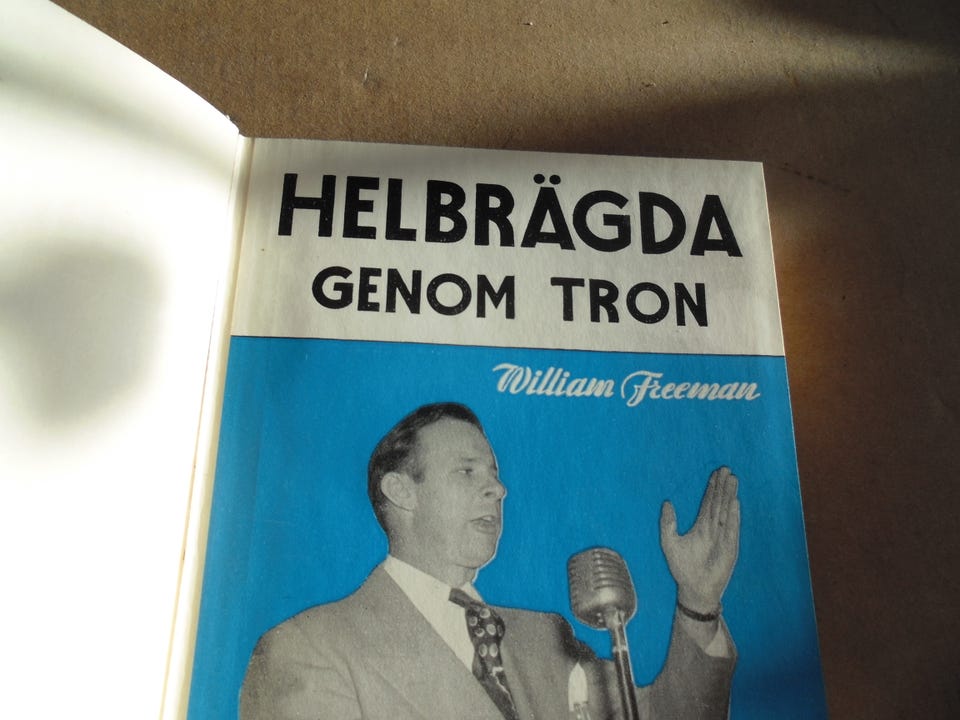 HELBRÄGDA
GENOM TRON
William Freeman